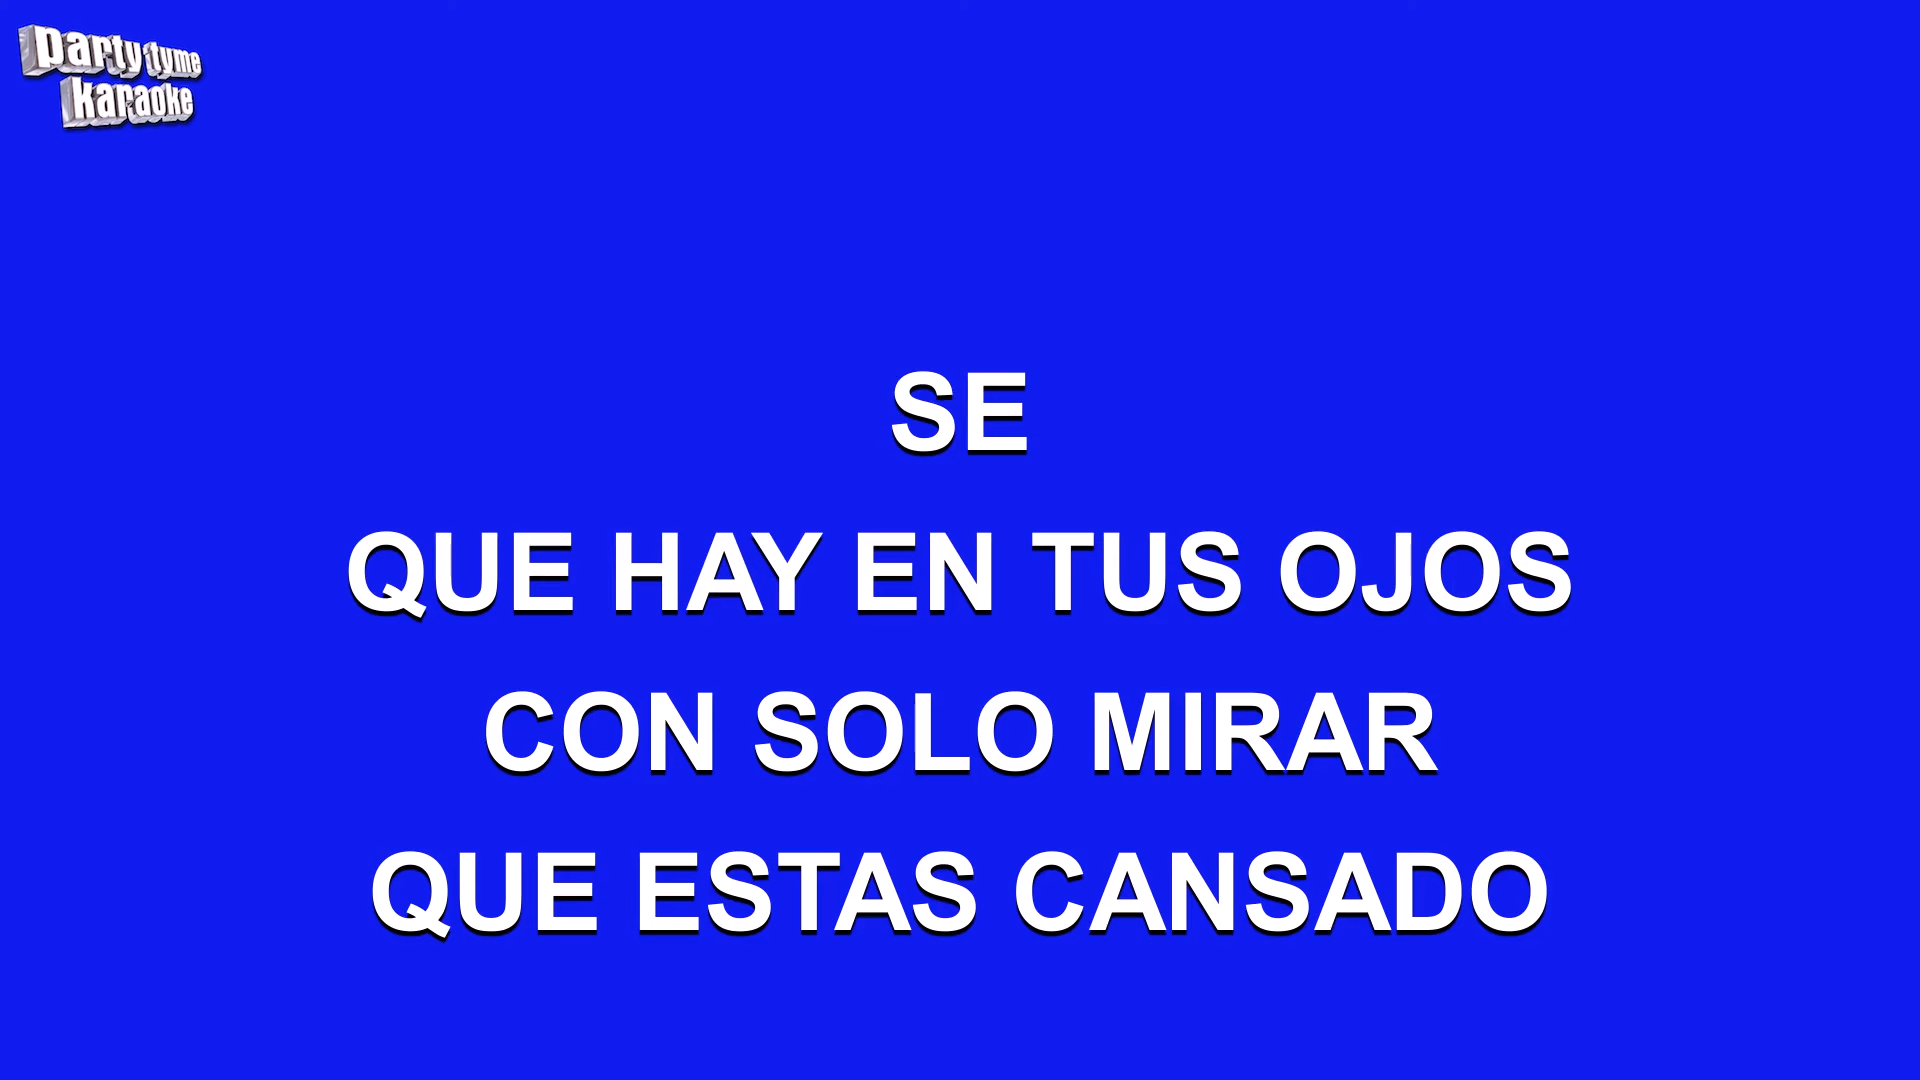 party tyme
karaoke
SE
QUE HAY EN TUS OJOS
CON SOLO MIRAR
QUE ESTAS CANSADO